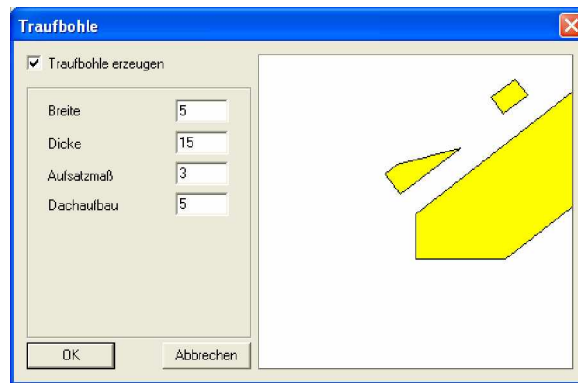 Traufbohle
Traufbohle erzeugen
Breite 5
Dicke 15
Aufsatzmaß 3
Dachaufbau 5
OK Abbrechen